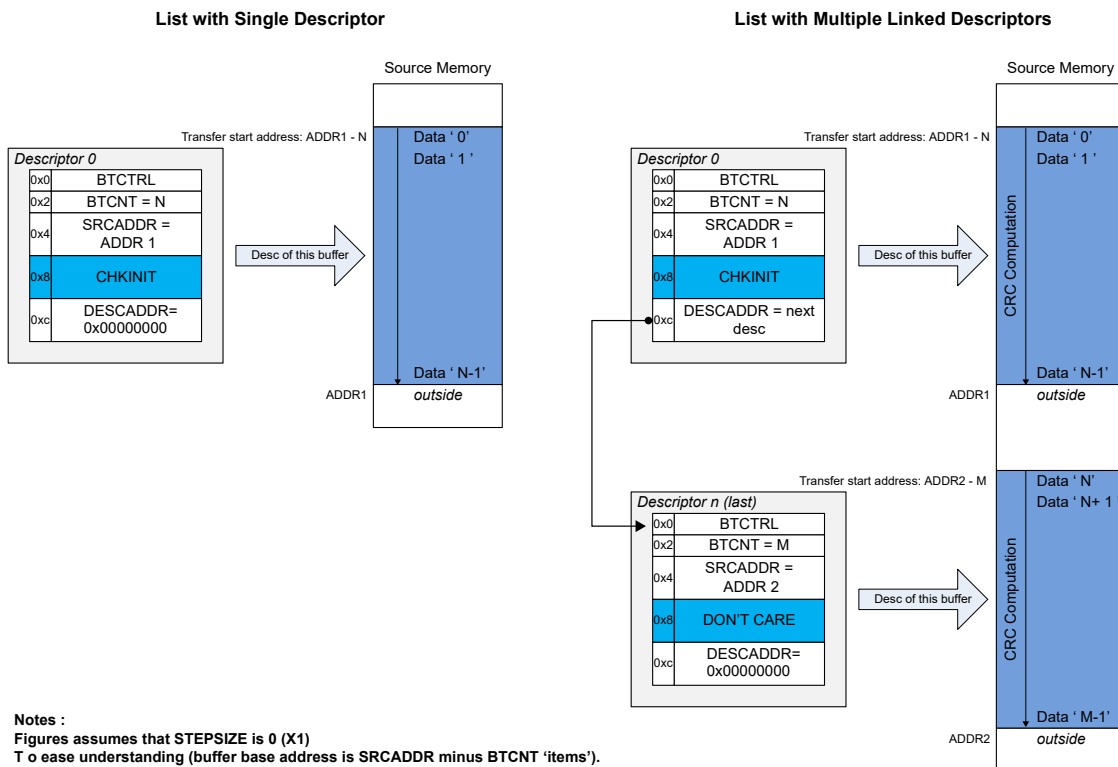 List with Single Descriptor
Source Memory
Transfer start address: ADDR1 - N
Data ‘ 0’
Data ‘ 1 ’
Descriptor 0
0x0 BTCTRL
0x2 BTCNT = N
0x4 SRCADDR =
ADDR 1
0x8 CHKINIT
0xc DESCADDR=
0x00000000
Desc of this buffer
Data ‘ N-1’
ADDR1 outside
List with Multiple Linked Descriptors
Source Memory
Transfer start address: ADDR1 - N
Data ‘ 0’
Data ‘ 1 ’
Descriptor 0
0x0 BTCTRL
0x2 BTCNT = N
0x4 SRCADDR =
ADDR 1
0x8 CHKINIT
0xc DESCADDR = next
desc
Desc of this buffer
CRC Computation
Data ‘ N-1’
ADDR1 outside
Transfer start address: ADDR2 - M
Data ‘ N’
Data ‘ N+ 1
Descriptor n (last)
0x0 BTCTRL
0x2 BTCNT = M
0x4 SRCADDR =
ADDR 2
0x8 DON’T CARE
0xc DESCADDR=
0x00000000
Desc of this buffer
CRC Computation
Data ‘ M-1’
ADDR2 outside
Notes :
Figures assumes that STEPSIZE is 0 (X1)
T o ease understanding (buffer base address is SRCADDR minus BTCNT ‘items’).